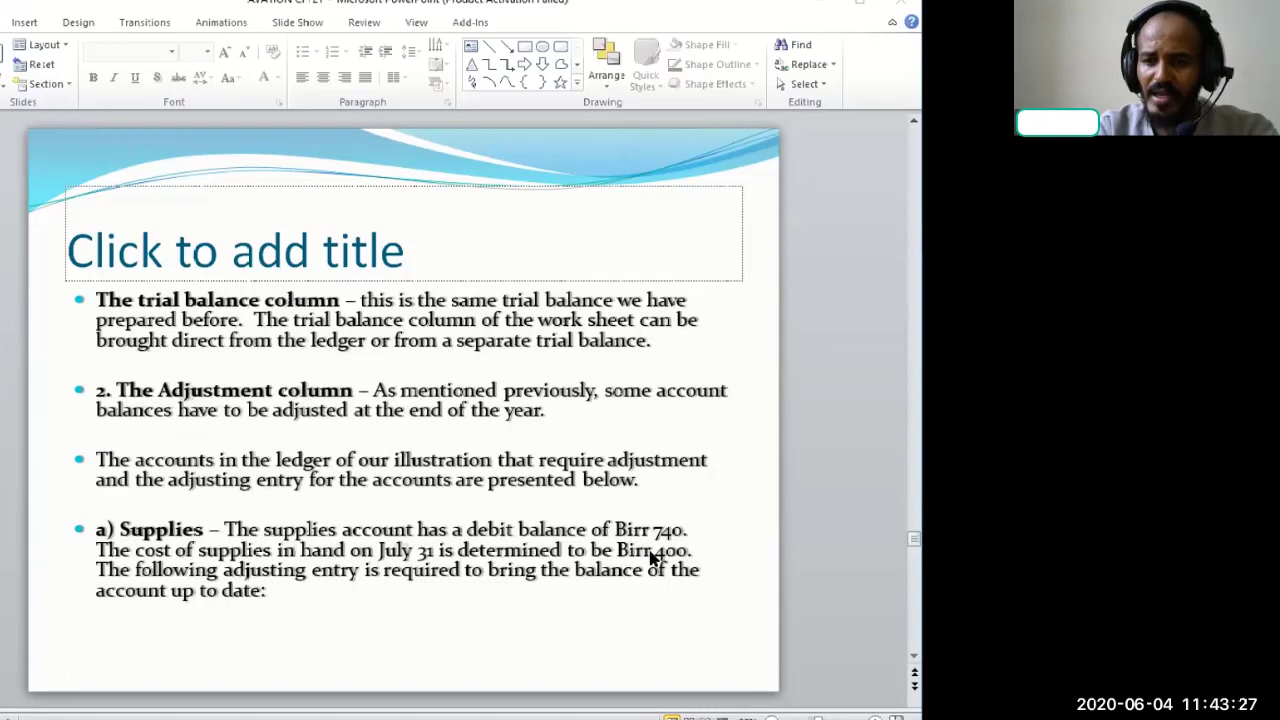 Insert Design Transitions Animations Slide Show Review View Add-Ins
Layout
Reset
Section
Slides
B I U S abc AV Aa A
Font
Paragraph
Arrange
Quick Styles
Shape Fill
Shape Outline
Shape Effects
Drawing
Find
Replace
Select
Editing
Click to add title
The trial balance column – this is the same trial balance we have
prepared before. The trial balance column of the work sheet can be
brought direct from the ledger or from a separate trial balance.
2. The Adjustment column – As mentioned previously, some account
balances have to be adjusted at the end of the year.
The accounts in the ledger of our illustration that require adjustment
and the adjusting entry for the accounts are presented below.
a) Supplies – The supplies account has a debit balance of Birr 740.
The cost of supplies in hand on July 31 is determined to be Birr 400.
The following adjusting entry is required to bring the balance of the
account up to date:
2020-06-04 11:43:27